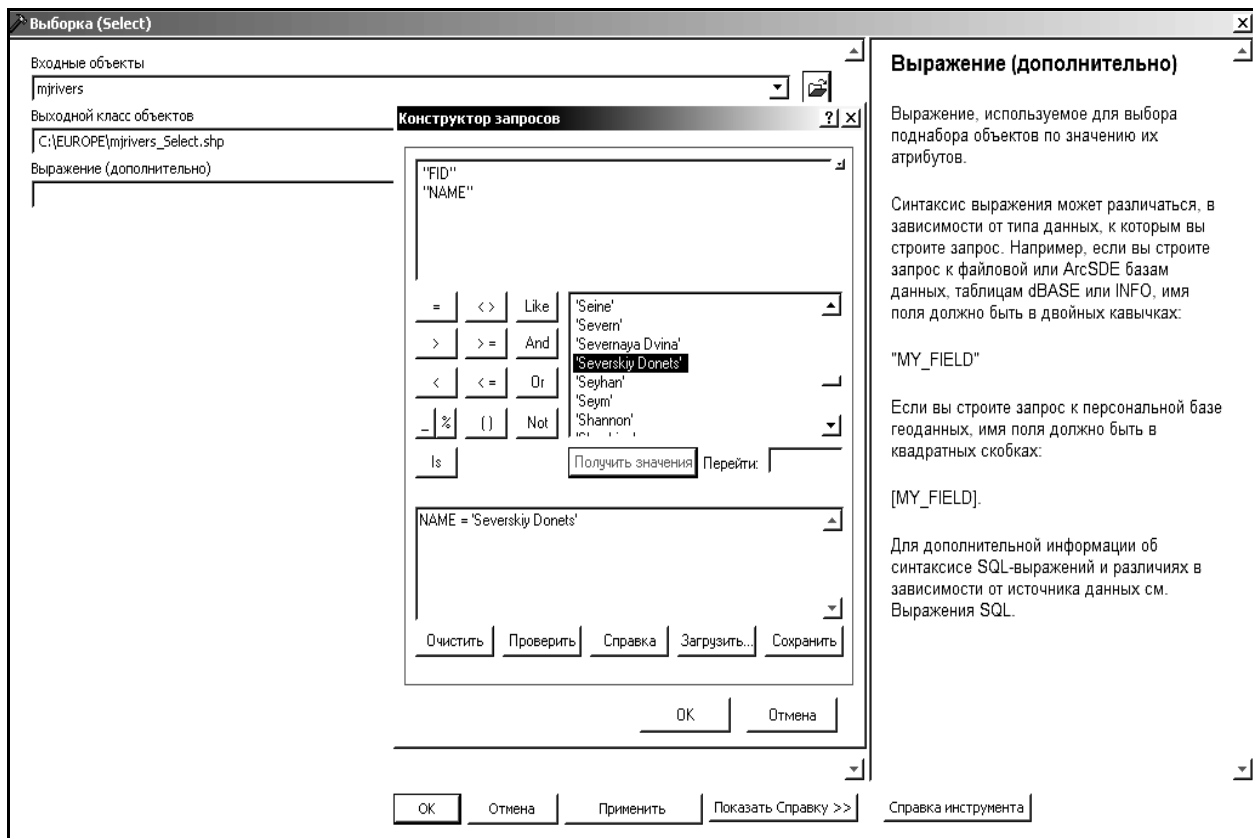 Выборка (Select)
Входные объекты
mjrivers
Выходной класс объектов
C:\EUROPE\mjrivers_Select.shp
Выражение (дополнительно)
Конструктор запросов
"FID"
"NAME"
= <> Like
> >= And
< <= Or
_ % () Not
Is
'Seine'
'Severn'
'Severnaya Dvina'
'Severskiy Donets'
'Seyhan'
'Seym'
'Shannon'
Получить значения Перейти:
NAME = 'Severskiy Donets'
Очистить Проверить Справка Загрузить... Сохранить
OK Отмена
OK Отмена Применить Показать Справку >> Справка инструмента
Выражение (дополнительно)
Выражение, используемое для выбора
поднабора объектов по значению их
атрибутов.
Синтаксис выражения может различаться, в
зависимости от типа данных, к которым вы
строите запрос. Например, если вы строите
запрос к файловой или ArcSDE базам
данных, таблицам dBASE или INFO, имя
поля должно быть в двойных кавычках:
"MY_FIELD"
Если вы строите запрос к персональной базе
геоданных, имя поля должно быть в
квадратных скобках:
[MY_FIELD].
Для дополнительной информации об
синтаксисе SQL-выражений и различиях в
зависимости от источника данных см.
Выражения SQL.